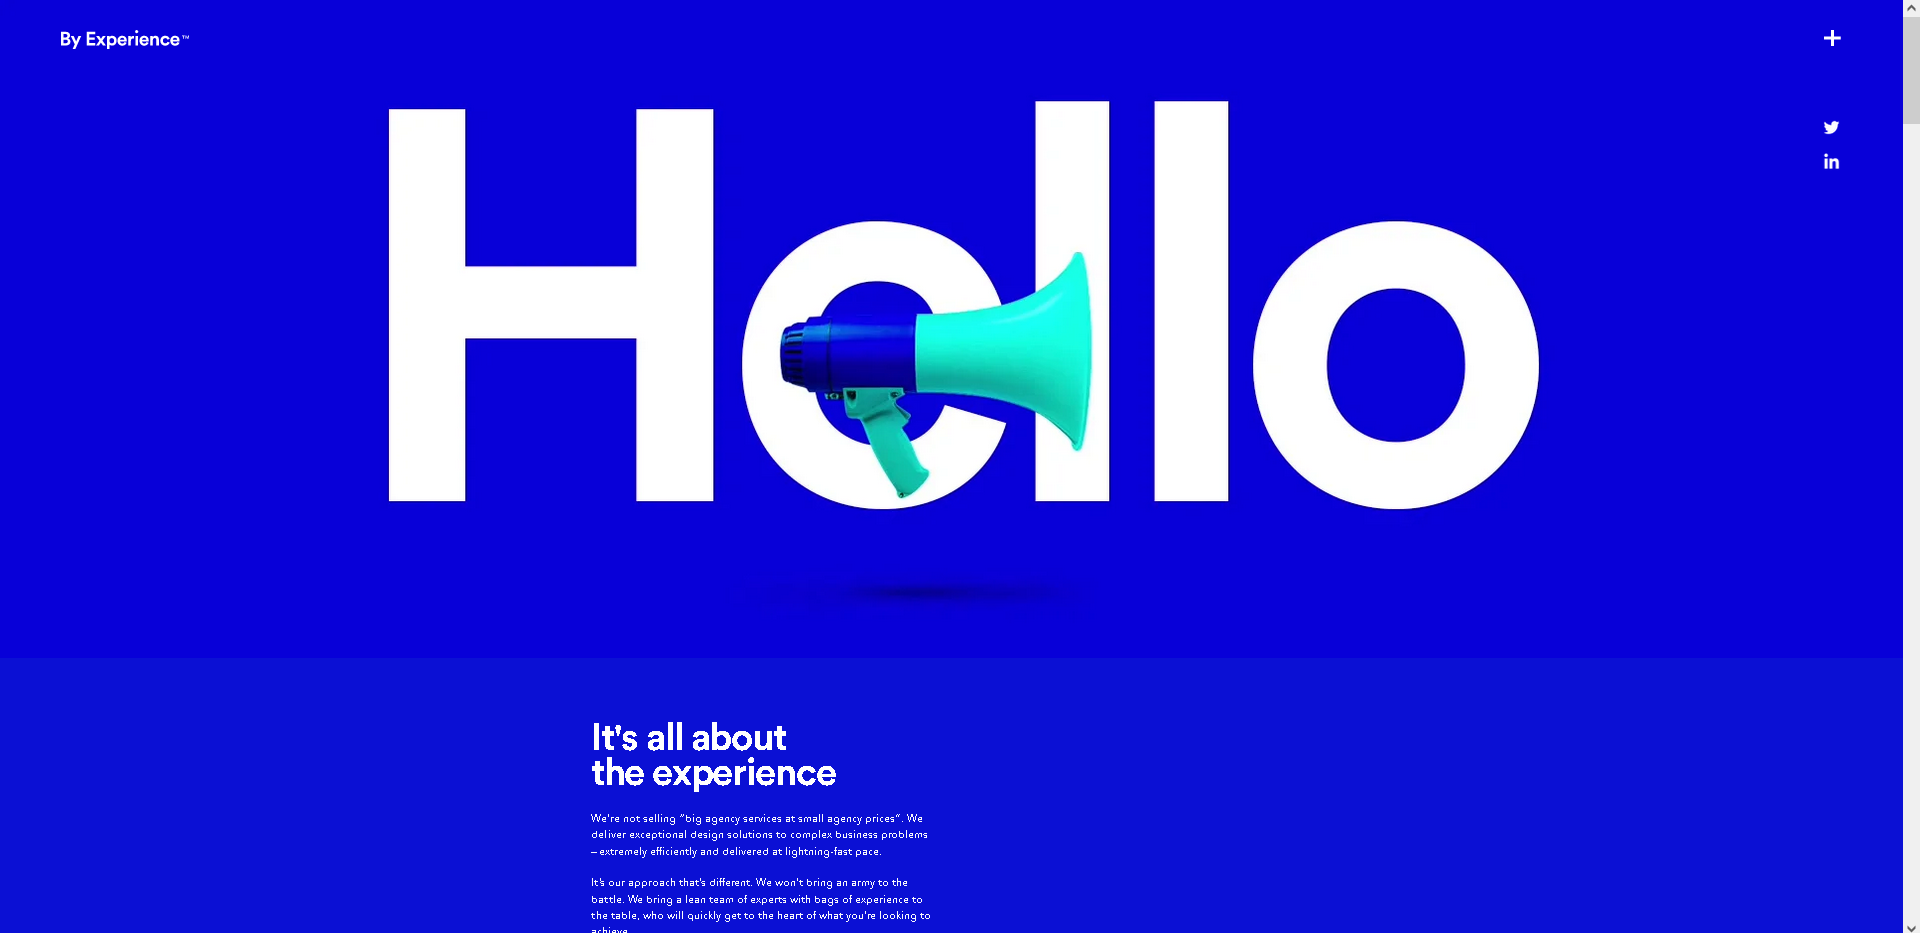 By Experience™
Hello
It's all about
the experience
We're not selling “big agency services at small agency prices”. We
deliver exceptional design solutions to complex business problems
– extremely efficiently and delivered at lightning-fast pace.
It's our approach that's different. We won't bring an army to the
battle. We bring a lean team of experts with bags of experience to
the table, who will quickly get to the heart of what you're looking to
achieve